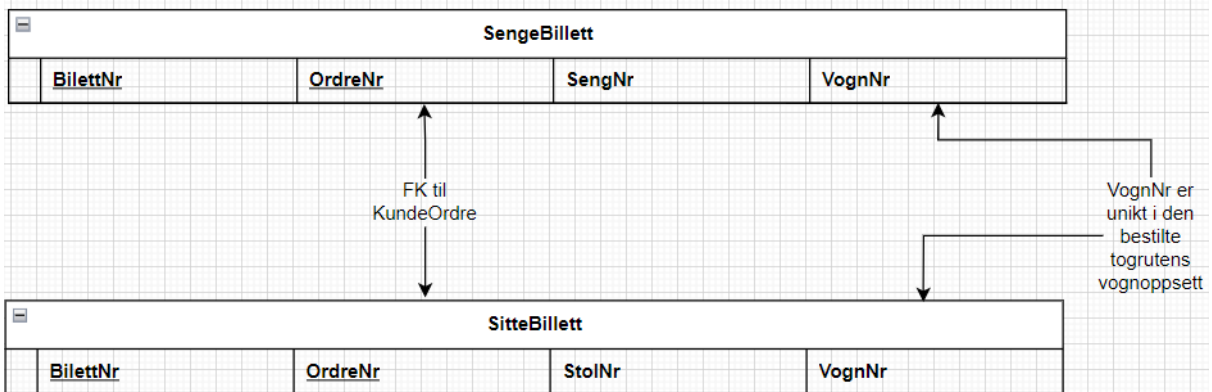 SengeBillett
BilettNr OrdreNr SengNr VognNr
FK til
KundeOrdre
VognNr er
unikt i den
bestilte
togrutens
vognoppsett
SitteBillett
BilettNr OrdreNr StolNr VognNr